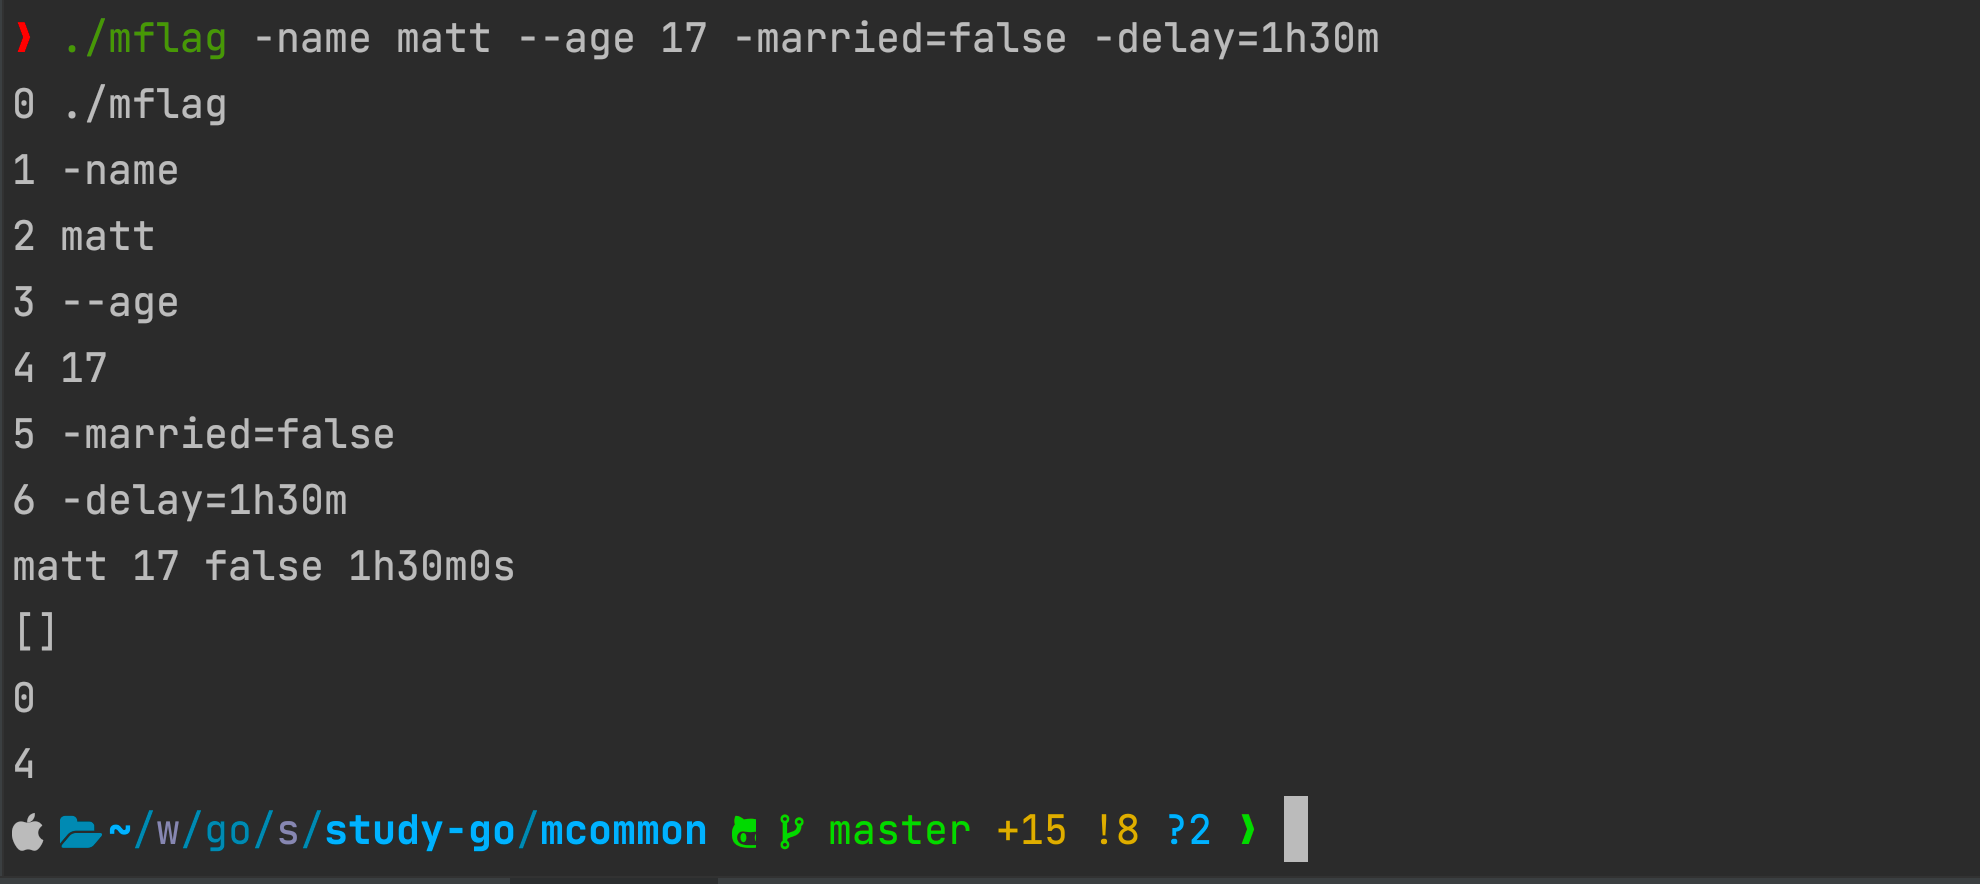 ❯ ./mflag -name matt --age 17 -married=false -delay=1h30m
0 ./mflag
1 -name
2 matt
3 --age
4 17
5 -married=false
6 -delay=1h30m
matt 17 false 1h30m0s
[]
0
4
~/w/go/s/study-go/mcommon master +15 !8 ?2 ❯